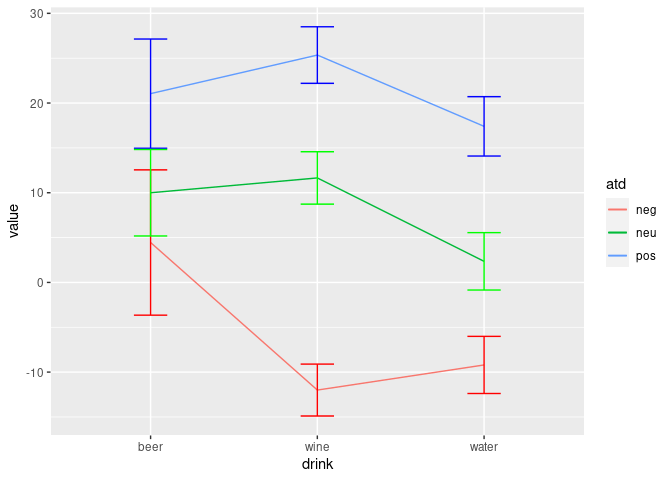 30
20
10
0
-10
value
beer
wine
water
drink
atd
neg
neu
pos